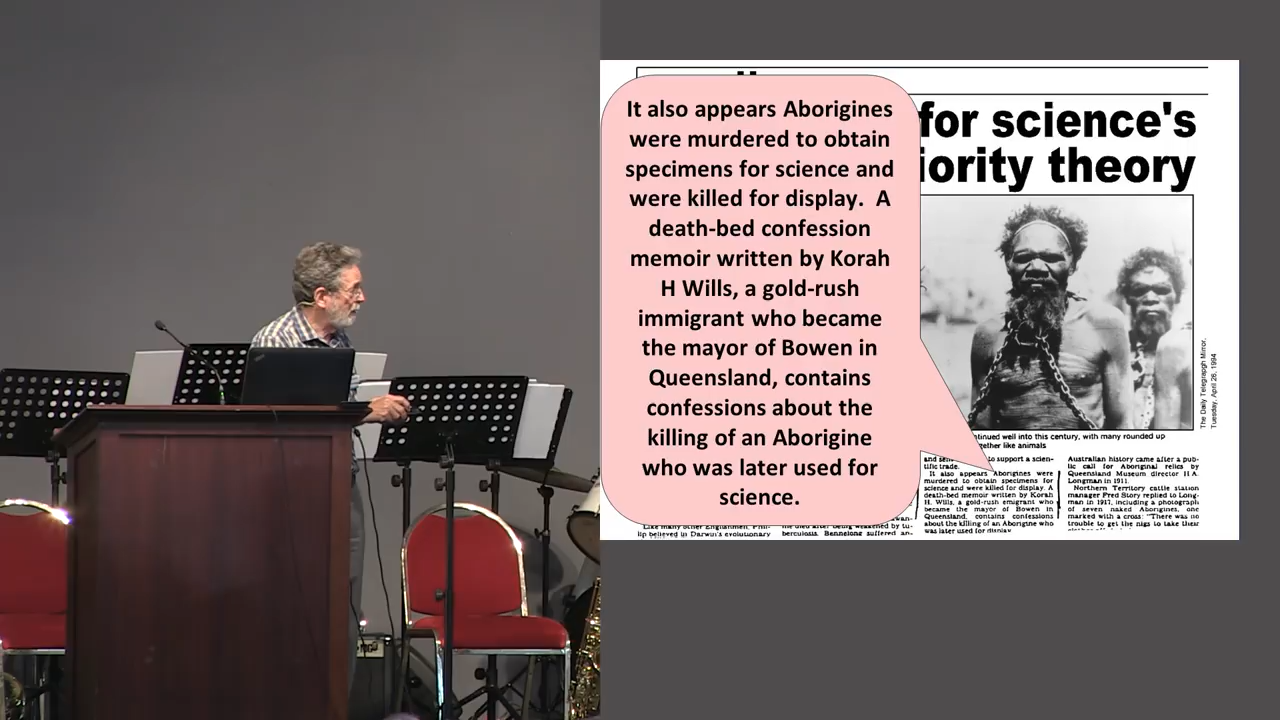 for science's
iority theory
It also appears Aborigines
were murdered to obtain
specimens for science and
were killed for display.  A
death-bed confession
memoir written by Korah
H Wills, a gold-rush
immigrant who became
the mayor of Bowen in
Queensland, contains
confessions about the
killing of an Aborigine
who was later used for
science.
The Daily Telegrapgh Mirror,
Tuesday, April 26, 1994
ntinued well into this century, with many rounded up
gether like animals
Like many other Englishmen, Phil-
lip believed in Darwin's evolutionary
he died after being weakened by tu-
berculosis. Bennelong suffered an-
to support a scien-
tific trade.
It also appears Aborigines were
murdered to obtain specimens for
science and were killed for display. A
death-bed confession memoir written by Korah
H. Wills, a gold-rush emigrant who
became the mayor of Bowen in
Queensland, contains confessions
about the killing of an Aborigine who
was later used for display
Australian history came after a pub-
lic call for Aboriginal relics by
Queensland Museum director H A.
Longman in 1911.
Northern Territory cattle station
manager Fred Story replied to Long-
man in 1917, including a photograph
of seven naked Aborigines, one
marked with a cross: "There was no
trouble to get the nigs to take their